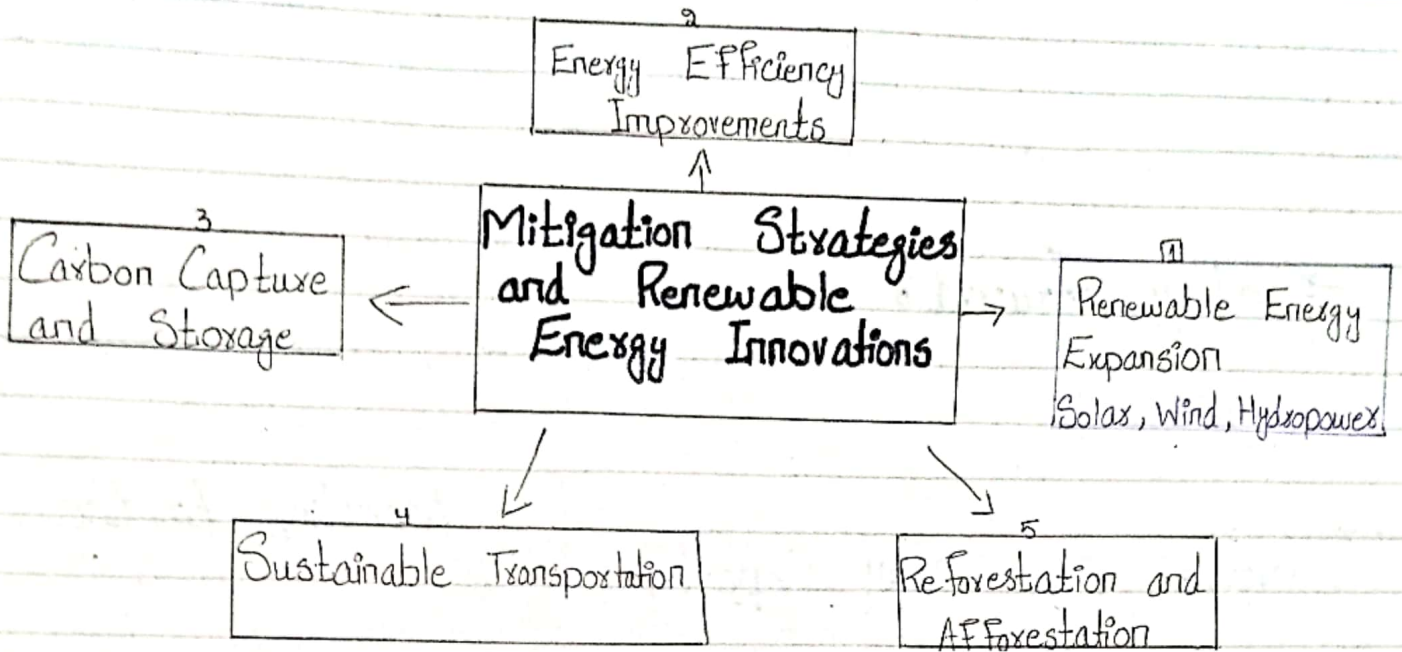 2
Energy Efficiency
Improvements
Mitigation Strategies
and Renewable
Energy Innovations
3
Carbon Capture
and Storage
1
Renewable Energy
Expansion
Solar, Wind, Hydropower
4
Sustainable Transportation
5
Reforestation and
Afforestation